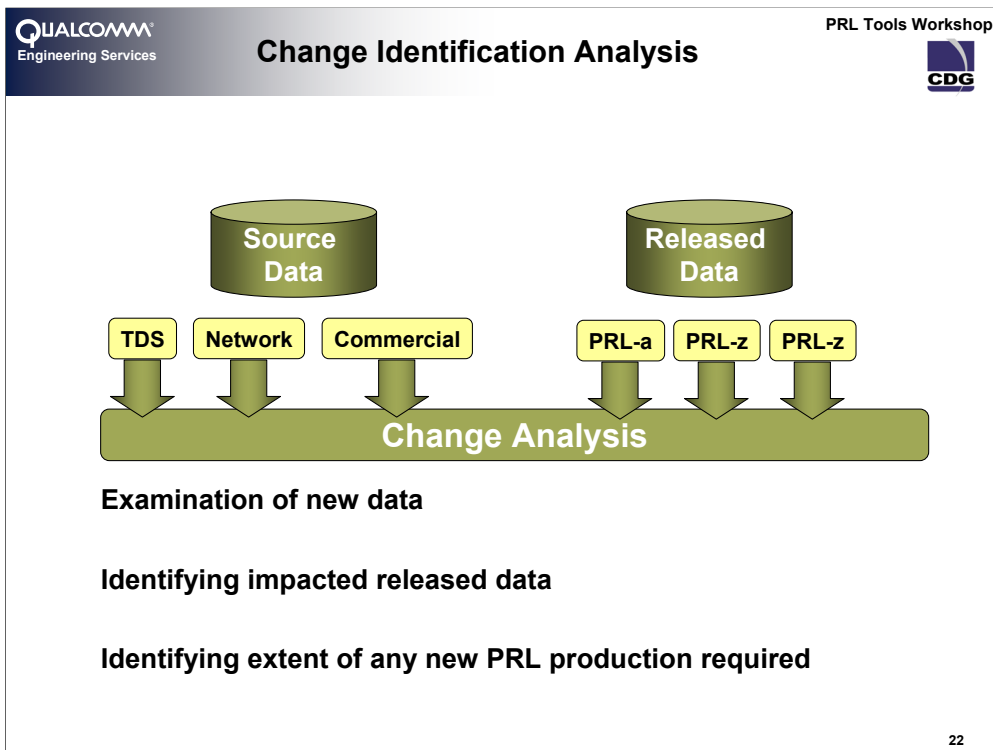 QUALCOMM®
Engineering Services
Change Identification Analysis
PRL Tools Workshop
CDG
Source
Data
Released
Data
TDS
Network
Commercial
PRL-a
PRL-z
PRL-z
Change Analysis
Examination of new data
Identifying impacted released data
Identifying extent of any new PRL production required
22